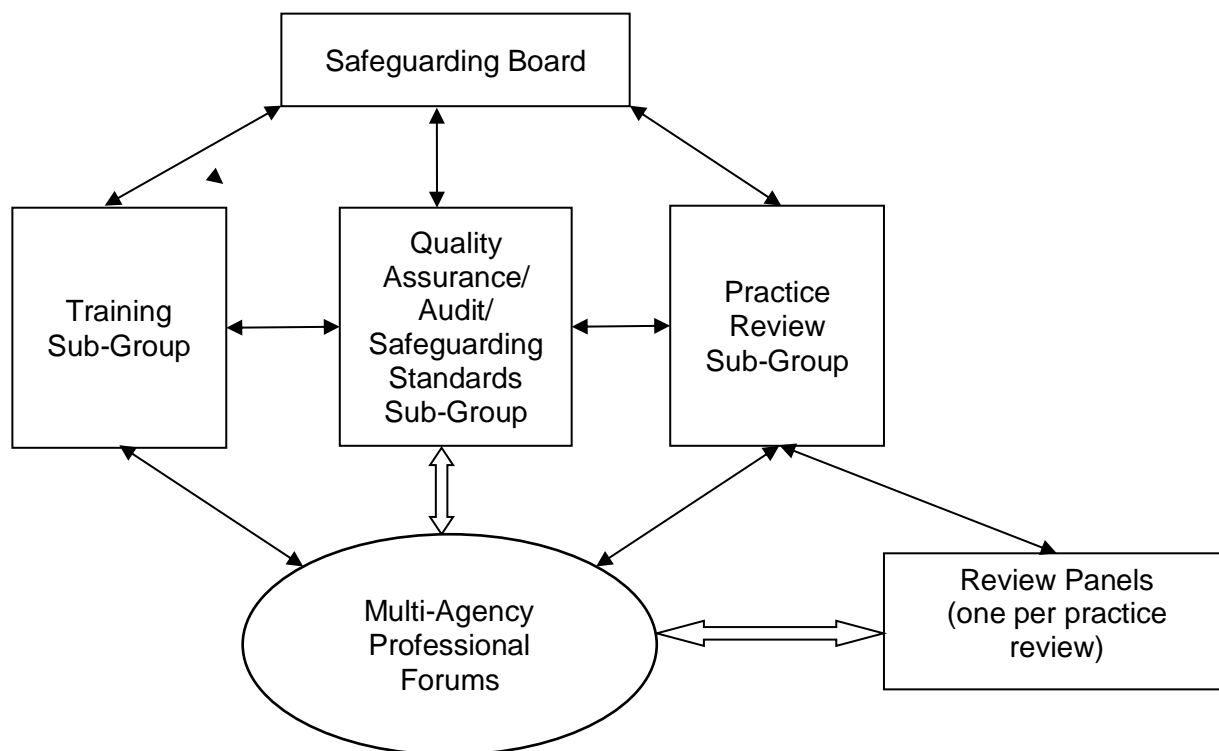 Safeguarding Board
Training
Sub-Group
Quality
Assurance/
Audit/
Safeguarding
Standards
Sub-Group
Practice
Review
Sub-Group
Multi-Agency
Professional
Forums
Review Panels
(one per practice
review)